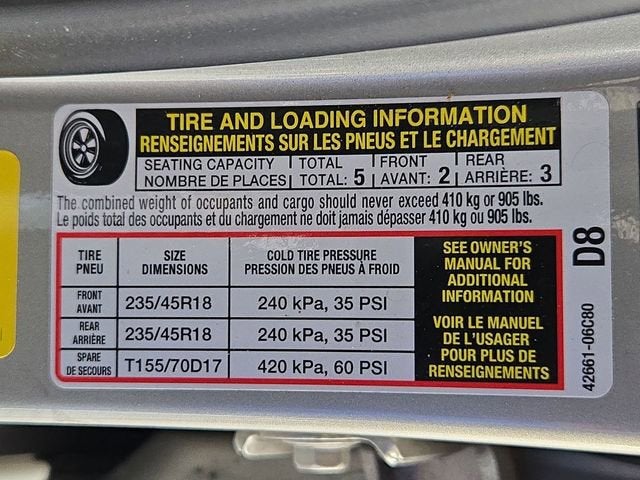 TIRE AND LOADING INFORMATION
RENSEIGNEMENTS SUR LES PNEUS ET LE CHARGEMENT
SEATING CAPACITY TOTAL FRONT REAR
NOMBRE DE PLACES TOTAL: 5 AVANT: 2 ARRIÈRE: 3
The combined weight of occupants and cargo should never exceed 410 kg or 905 lbs.
Le poids total des occupants et du chargement ne doit jamais dépasser 410 kg ou 905 lbs.
TIRE SIZE COLD TIRE PRESSURE
PNEU DIMENSIONS PRESSION DES PNEUS À FROID
FRONT
AVANT 235/45R18 240 kPa, 35 PSI
REAR
ARRIÈRE 235/45R18 240 kPa, 35 PSI
SPARE
DE SECOURS T155/70D17 420 kPa, 60 PSI
SEE OWNER'S
MANUAL FOR
ADDITIONAL
INFORMATION
VOIR LE MANUEL
DE L'USAGER
POUR PLUS DE
RENSEIGNEMENTS
D8
42661-06C80